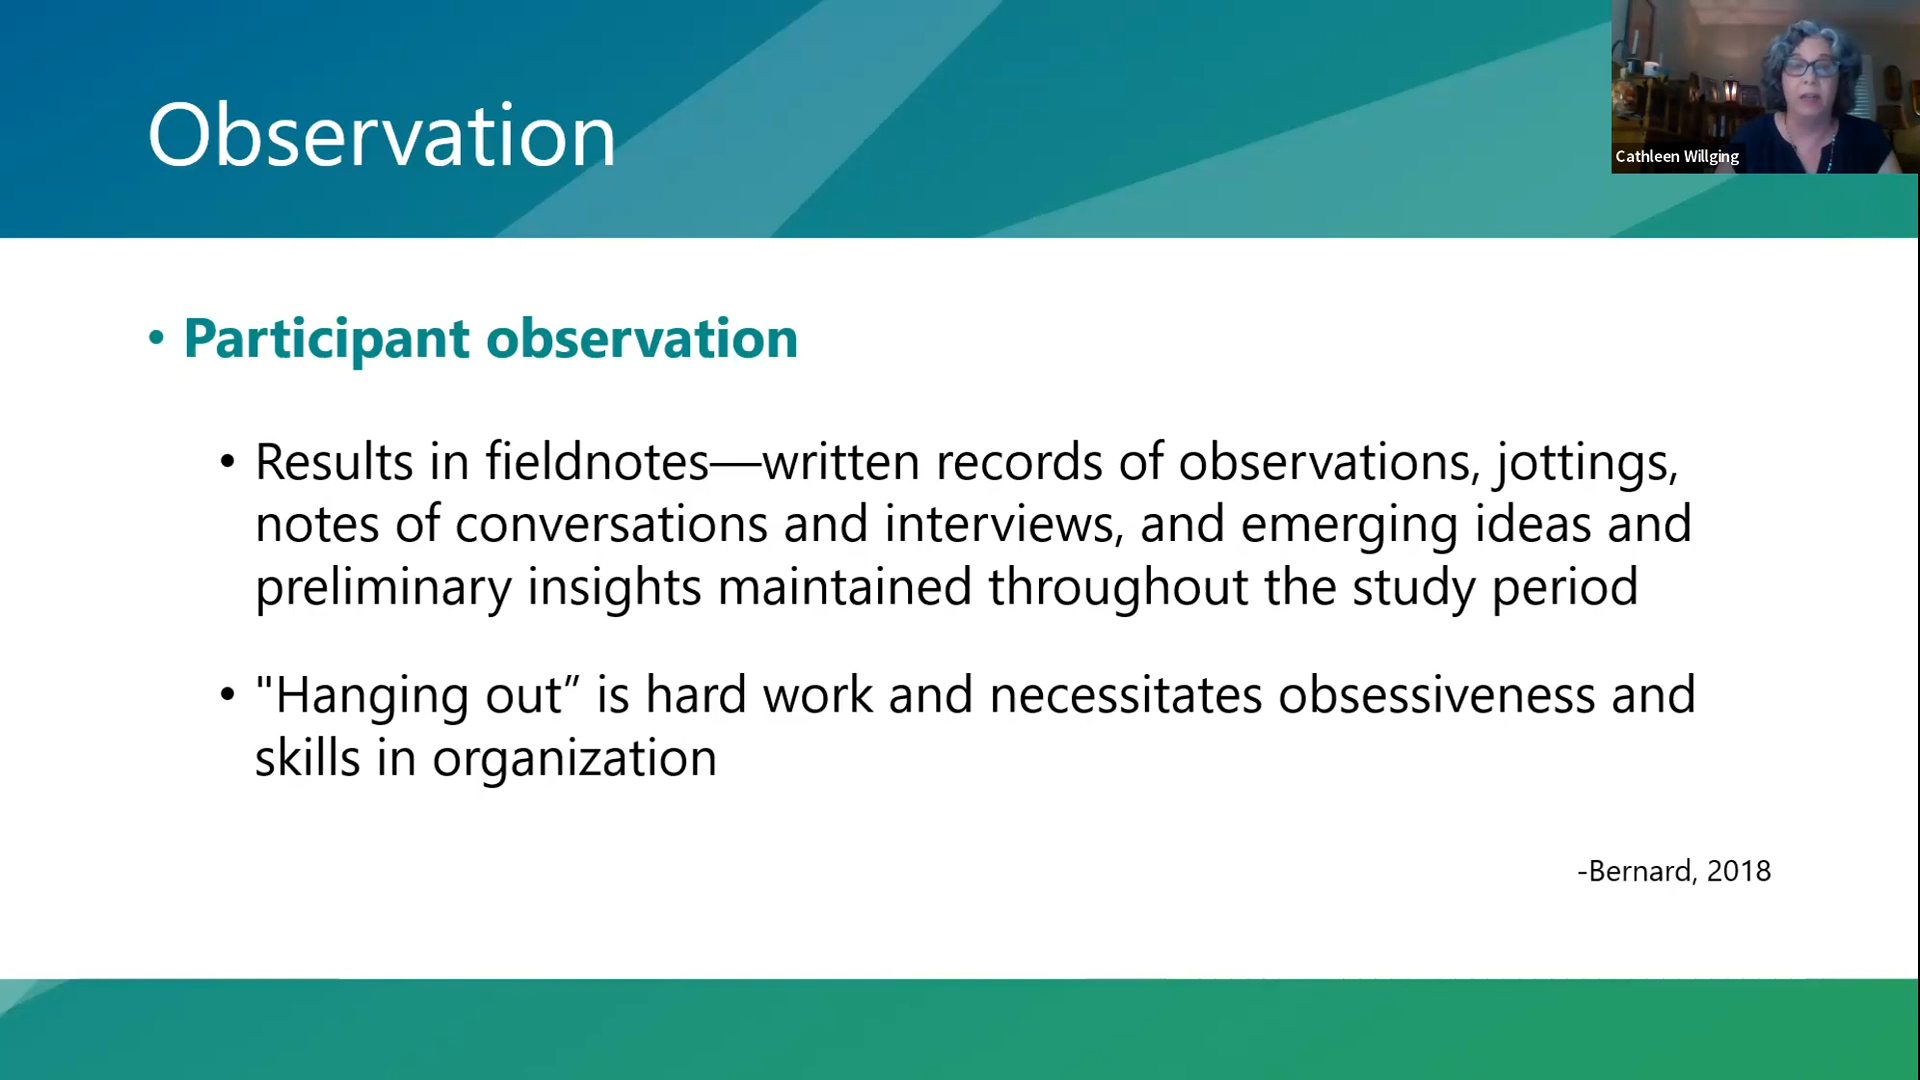 Observation
Cathleen Willging
• Participant observation
• Results in fieldnotes—written records of observations, jottings,
notes of conversations and interviews, and emerging ideas and
preliminary insights maintained throughout the study period
• "Hanging out” is hard work and necessitates obsessiveness and
skills in organization
-Bernard, 2018